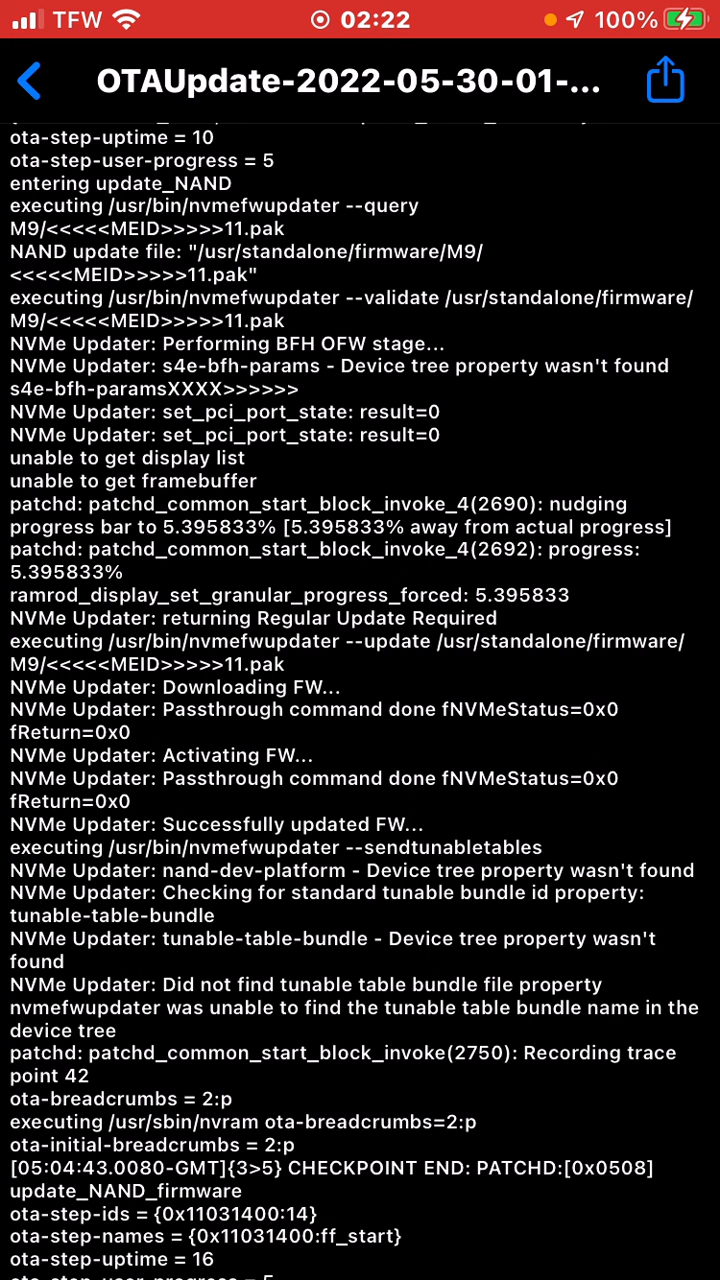 TFW 02:22 100%
OTAUpdate-2022-05-30-01-...
ota-step-uptime = 10
ota-step-user-progress = 5
entering update_NAND
executing /usr/bin/nvmefwupdater --query
M9/<<<<<MEID>>>>>11.pak
NAND update file: "/usr/standalone/firmware/M9/
<<<<<MEID>>>>>11.pak"
executing /usr/bin/nvmefwupdater --validate /usr/standalone/firmware/
M9/<<<<<MEID>>>>>11.pak
NVMe Updater: Performing BFH OFW stage...
NVMe Updater: s4e-bfh-params - Device tree property wasn't found
s4e-bfh-paramsXXXX>>>>>>
NVMe Updater: set_pci_port_state: result=0
NVMe Updater: set_pci_port_state: result=0
unable to get display list
unable to get framebuffer
patchd: patchd_common_start_block_invoke_4(2690): nudging
progress bar to 5.395833% [5.395833% away from actual progress]
patchd: patchd_common_start_block_invoke_4(2692): progress:
5.395833%
ramrod_display_set_granular_progress_forced: 5.395833
NVMe Updater: returning Regular Update Required
executing /usr/bin/nvmefwupdater --update /usr/standalone/firmware/
M9/<<<<<MEID>>>>>11.pak
NVMe Updater: Downloading FW...
NVMe Updater: Passthrough command done fNVMeStatus=0x0
fReturn=0x0
NVMe Updater: Activating FW...
NVMe Updater: Passthrough command done fNVMeStatus=0x0
fReturn=0x0
NVMe Updater: Successfully updated FW...
executing /usr/bin/nvmefwupdater --sendtunabletables
NVMe Updater: nand-dev-platform - Device tree property wasn't found
NVMe Updater: Checking for standard tunable bundle id property:
tunable-table-bundle
NVMe Updater: tunable-table-bundle - Device tree property wasn't
found
NVMe Updater: Did not find tunable table bundle file property
nvmefwupdater was unable to find the tunable table bundle name in the
device tree
patchd: patchd_common_start_block_invoke(2750): Recording trace
point 42
ota-breadcrumbs = 2:p
executing /usr/sbin/nvram ota-breadcrumbs=2:p
ota-initial-breadcrumbs = 2:p
[05:04:43.0080-GMT]{3>5} CHECKPOINT END: PATCHD:[0x0508]
update_NAND_firmware
ota-step-ids = {0x11031400:14}
ota-step-names = {0x11031400:ff_start}
ota-step-uptime = 16